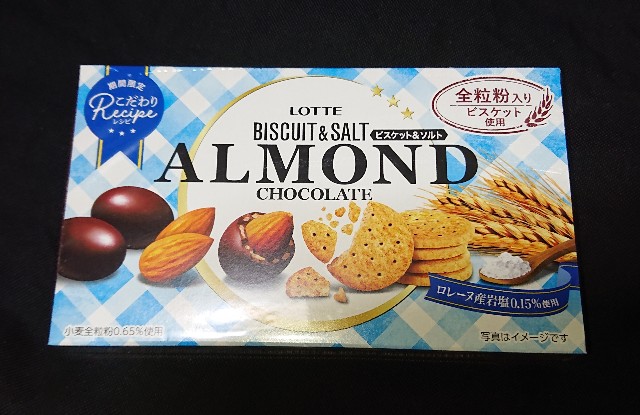 期間限定
こだわり
Recipe
レシピ
LOTTE
BISCUIT&SALT
ビスケット&ソルト
ALMOND
CHOCOLATE
全粒粉入り
ビスケット
使用
ロレーヌ産岩塩0.15%使用
小麦全粒粉0.65%使用
写真はイメージです